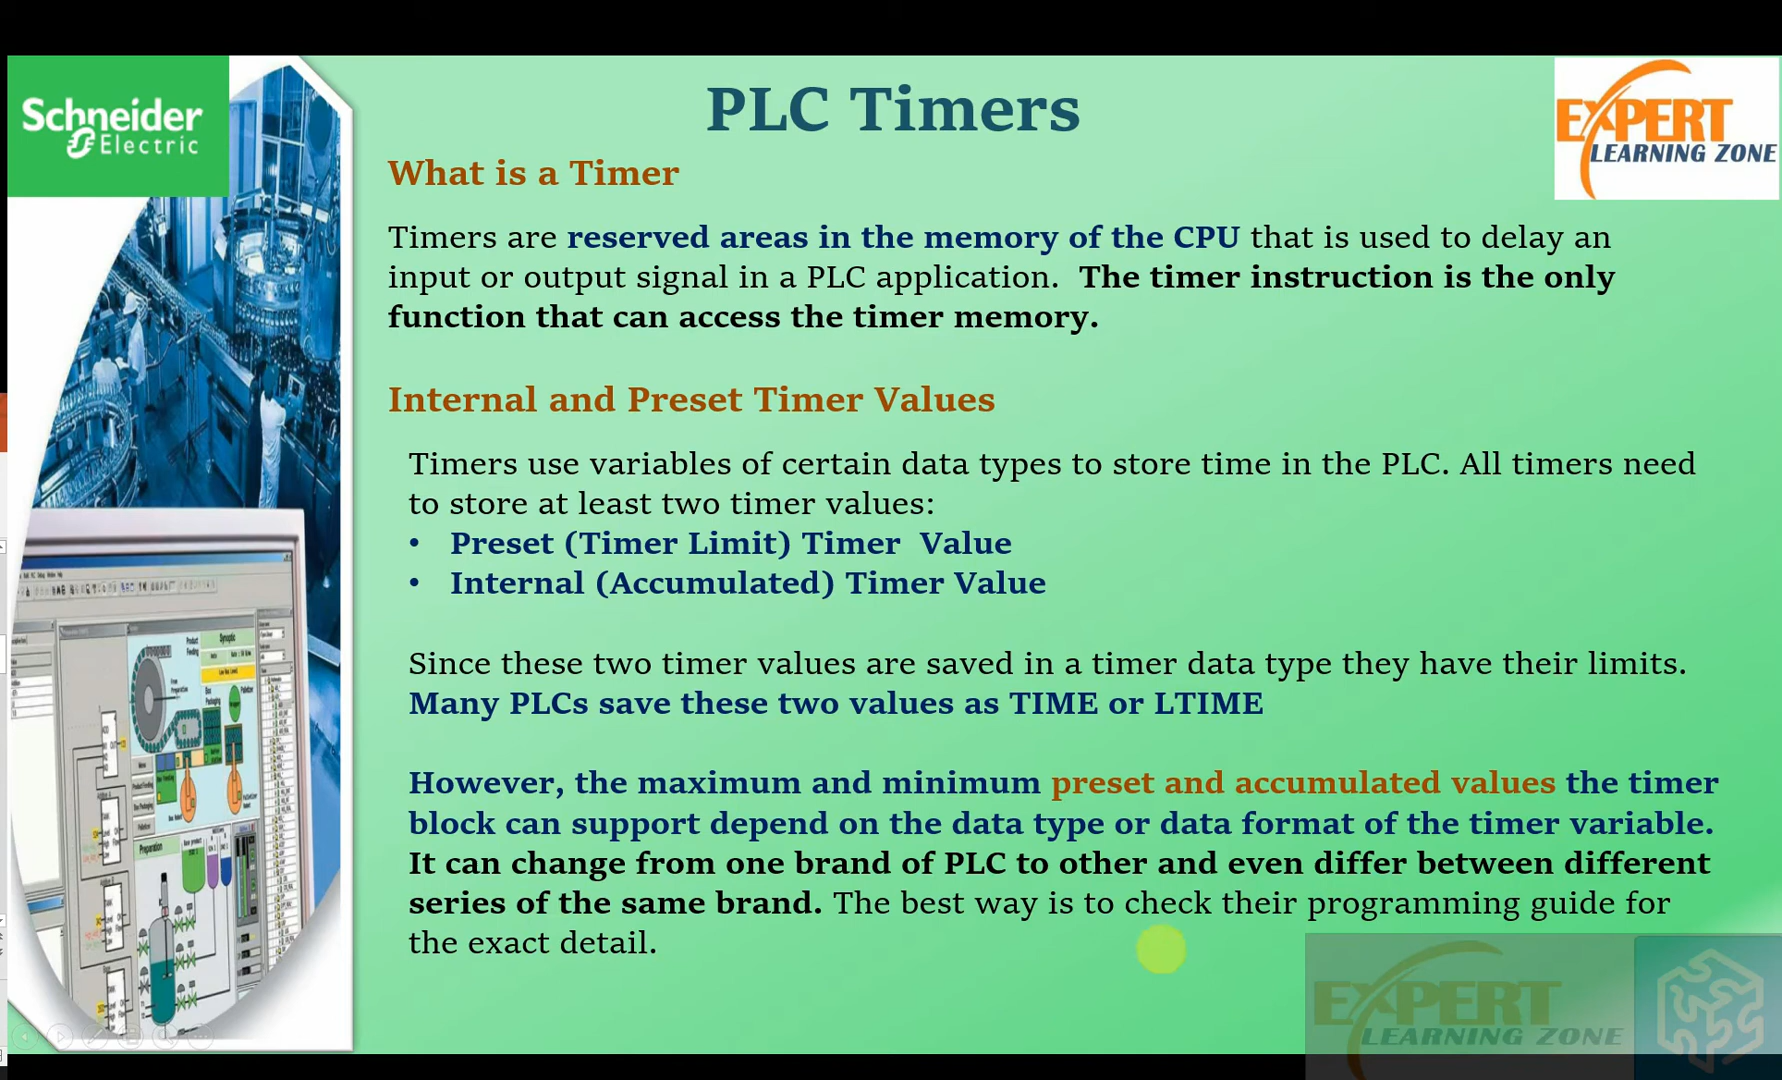 Schneider
Electric
PLC Timers
EXPERT
LEARNING ZONE
What is a Timer
Timers are reserved areas in the memory of the CPU that is used to delay an
input or output signal in a PLC application.  The timer instruction is the only
function that can access the timer memory.
Internal and Preset Timer Values
Timers use variables of certain data types to store time in the PLC. All timers need
to store at least two timer values:
• Preset (Timer Limit) Timer  Value
• Internal (Accumulated) Timer Value
Since these two timer values are saved in a timer data type they have their limits.
Many PLCs save these two values as TIME or LTIME
However, the maximum and minimum preset and accumulated values the timer
block can support depend on the data type or data format of the timer variable.
It can change from one brand of PLC to other and even differ between different
series of the same brand. The best way is to check their programming guide for
the exact detail.
Product
Feeding
Synoptic
Palletizer
Preparation
EXPERT
LEARNING ZONE